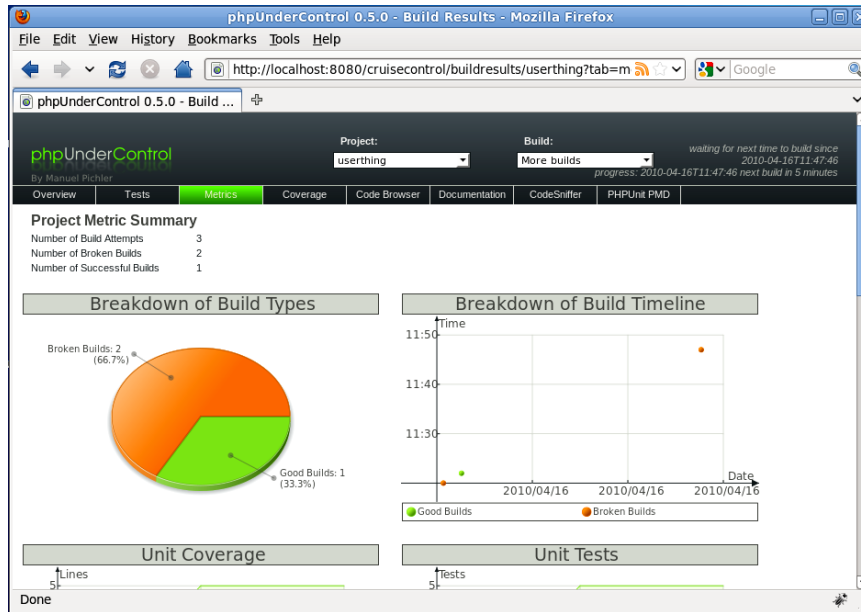 phpUnderControl 0.5.0 - Build Results - Mozilla Firefox
File Edit View History Bookmarks Tools Help
http://localhost:8080/cruisecontrol/buildresults/userthing?tab=m
Google
phpUnderControl 0.5.0 - Build ...
phpUnderControl
By Manuel Pichler
Project:
userthing
Build:
More builds
waiting for next time to build since
2010-04-16T11:47:46
progress: 2010-04-16T11:47:46 next build in 5 minutes
Overview Tests Metrics Coverage Code Browser Documentation CodeSniffer PHPUnit PMD
Project Metric Summary
Number of Build Attempts 3
Number of Broken Builds 2
Number of Successful Builds 1
Breakdown of Build Types
Broken Builds: 2
(66.7%)
Good Builds: 1
(33.3%)
Breakdown of Build Timeline
Time
11:50
11:40
11:30
Date
2010/04/16 2010/04/16 2010/04/16
Good Builds Broken Builds
Unit Coverage
Lines
5
Unit Tests
Tests
5
Done